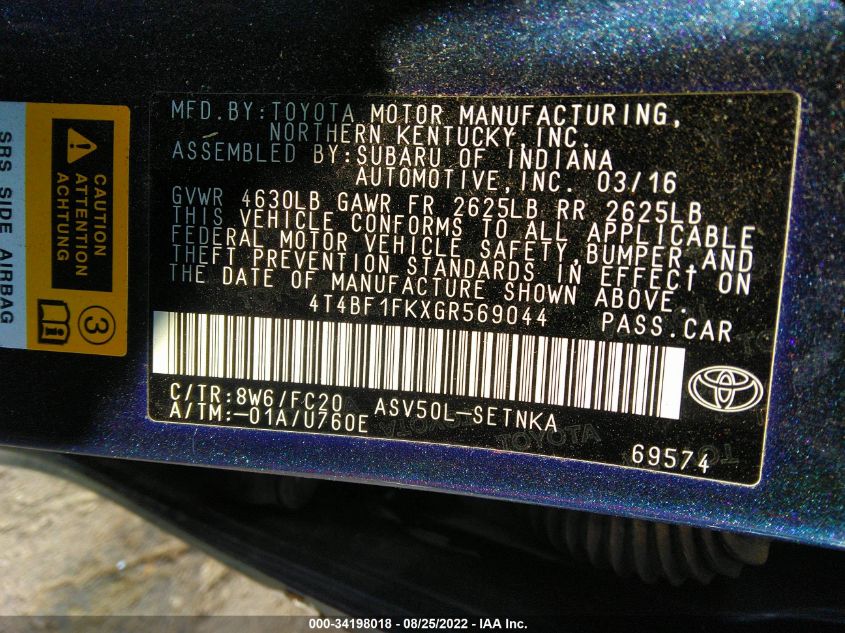 MFD. BY: TOYOTA MOTOR MANUFACTURING,
NORTHERN KENTUCKY, INC.
ASSEMBLED BY: SUBARU OF INDIANA
AUTOMOTIVE, INC. 03/16
GVWR 4630LB GAWR FR 2625LB RR 2625LB
THIS VEHICLE CONFORMS TO ALL APPLICABLE
FEDERAL MOTOR VEHICLE SAFETY, BUMPER AND
THEFT PREVENTION STANDARDS IN EFFECT ON
THE DATE OF MANUFACTURE SHOWN ABOVE.
4T4BF1FKXGR569044 PASS. CAR
C/TR: 8W6/FC20 ASV50L-SETNKA
A/TM: -01A/U760E
69574
TOYOTA
TOYOTA
TOYOTA
CAUTION
ATTENTION
ACHTUNG
3
SRS SIDE AIRBAG
000-34198018 - 08/25/2022 - IAA Inc.